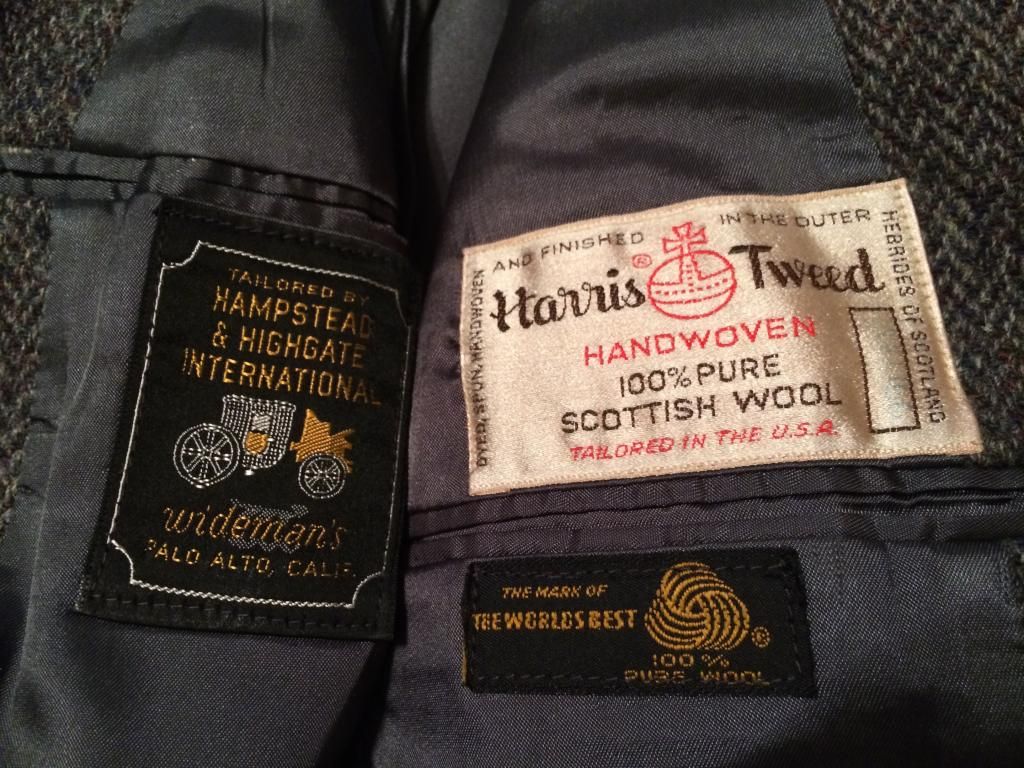 TAILORED BY
HAMPSTEAD
& HIGHGATE
INTERNATIONAL
wideman's
PALO ALTO, CALIF.
DYED, SPUN, HANDWOVEN
AND FINISHED
IN THE OUTER
HEBRIDES OF SCOTLAND
Harris ® Tweed
HANDWOVEN
100% PURE
SCOTTISH WOOL
TAILORED IN THE U.S.A.
THE MARK OF
THE WORLDS BEST
®
100%
PURE WOOL